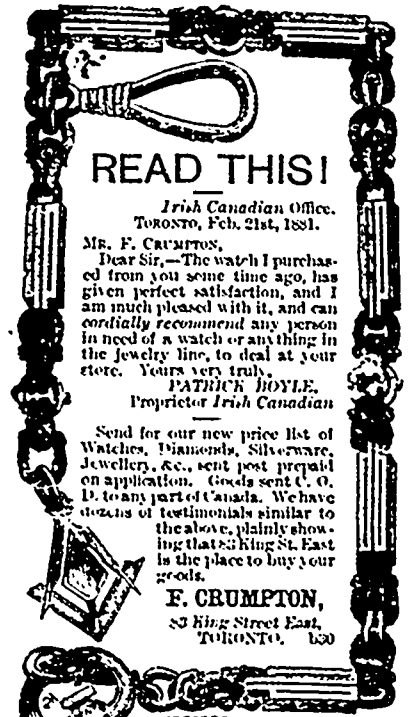 READ THIS!
Irish Canadian Office.
TORONTO, Feb. 21st, 1881.
MR. F. CRUMPTON,
Dear Sir,—The watch I purchas-
ed from you some time ago, has
given perfect satisfaction, and I
am much pleased with it, and can
cordially recommend any person
in need of a watch or anything in
the jewelry line, to deal at your
store. Yours very truly,
PATRICK BOYLE,
Proprietor Irish Canadian
Send for our new price list of
Watches, Diamonds, Silverware,
Jewellery, &c., sent post prepaid
on application. Goods sent C. O.
D. to any part of Canada. We have
dozens of testimonials similar to
the above, plainly show-
ing that 83 King St. East
is the place to buy your
goods.
F. CRUMPTON,
83 King Street East,
TORONTO.